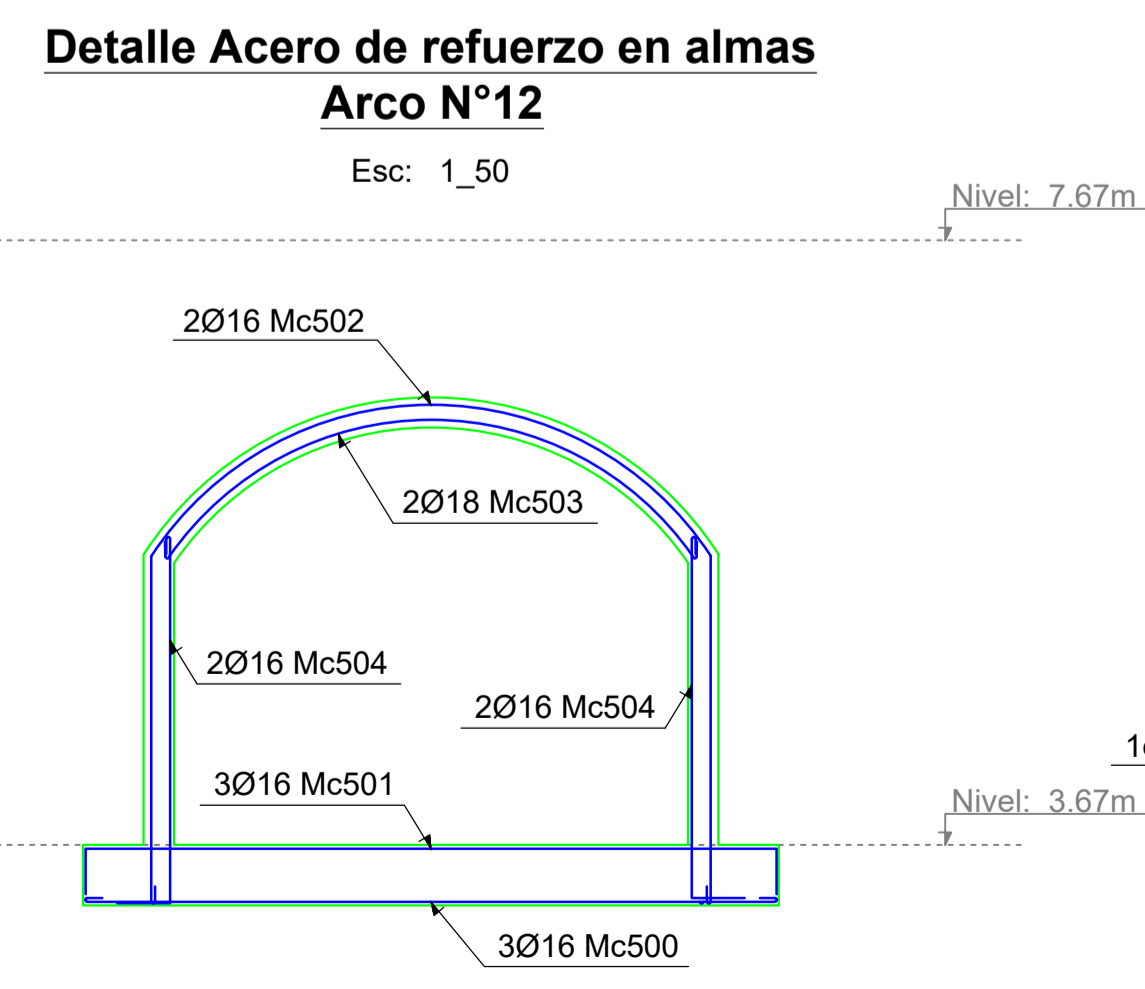 Detalle Acero de refuerzo en almas
Arco N°12
Esc: 1_50
Nivel: 7.67m
2Ø16 Mc502
2Ø18 Mc503
2Ø16 Mc504
2Ø16 Mc504
3Ø16 Mc501
Nivel: 3.67m
3Ø16 Mc500